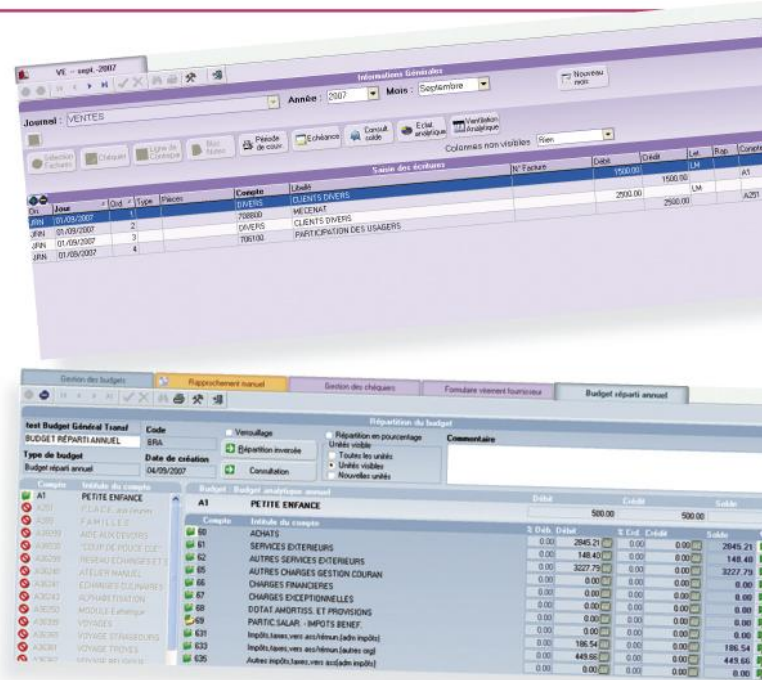 VE -- sept.-2007
Informations Générales
Journal : VENTES Année : 2007 Mois : Septembre Nouveau mois
Sélection Factures Chéquier Ligne de Contrepar Bloc Notes Période de couv. Echéance Consult. solde Eclat. analytique Ventilation Analytique
Colonnes non visibles Rien
Saisie des écritures
Ori Jour Ord Type Pièces Compte Libellé N° Facture Débit Crédit Let. Rap. Compte
JRN 01/09/2007 1 DIVERS CLIENTS DIVERS 1500.00 LM
JRN 01/09/2007 2 708800 MECENAT 1500.00 A1
JRN 01/09/2007 3 DIVERS CLIENTS DIVERS 2500.00 LM
JRN 01/09/2007 4 706100 PARTICIPATION DES USAGERS 2500.00 A251
Gestion des budgets Rapprochement manuel Gestion des chéquiers Formulaire virement fournisseur Budget réparti annuel
Répartition du budget
test Budget Général Transf Code Verrouillage Répartition en pourcentage Commentaire
BUDGET RÉPARTI ANNUEL BRA Répartition inversée Unités visible
Toutes les unités
Type de budget Date de création Unités visibles
Budget réparti annuel 04/09/2007 Consultation Nouvelles unités
Compte Intitulé du compte Budget : Budget analytique annuel Débit Crédit Solde
A1 PETITE ENFANCE A1 PETITE ENFANCE 500.00 500.00
A251
FAMILLES Compte Intitulé du compte % Déb. Débit Crédit Solde
60 ACHATS 0.00 2845.21 0.00 0.00 2845.21
61 SERVICES EXTERIEURS 0.00 148.40 0.00 0.00 148.40
62 AUTRES SERVICES EXTERIEURS 0.00 3227.79 0.00 0.00 3227.79
ATELIER MANUEL 65 AUTRES CHARGES GESTION COURAN 0.00 0.00 0.00 0.00 0.00
66 CHARGES FINANCIERES 0.00 0.00 0.00 0.00 0.00
ALPHABETISATION 67 CHARGES EXCEPTIONNELLES 0.00 0.00 0.00 0.00 0.00
68 DOTAT AMORTISS. ET PROVISIONS 0.00 0.00 0.00 0.00 0.00
VOYAGES 69 PARTIC.SALAR. - IMPOTS BENEF. 0.00 0.00 0.00 0.00 0.00
VOYAGE STRASBOURG 631 Impôts,taxes,vers ass/rémun.(adm impôts) 0.00 186.54 0.00 0.00 186.54
VOYAGE TROYES 633 Impôts,taxes,vers ass/rémun.(autres org) 0.00 449.66 0.00 0.00 449.66
VOYAGE BELGIQUE 635 Autres impôts,taxes,vers ass(adm impôts) 0.00 0.00 0.00 0.00 0.00